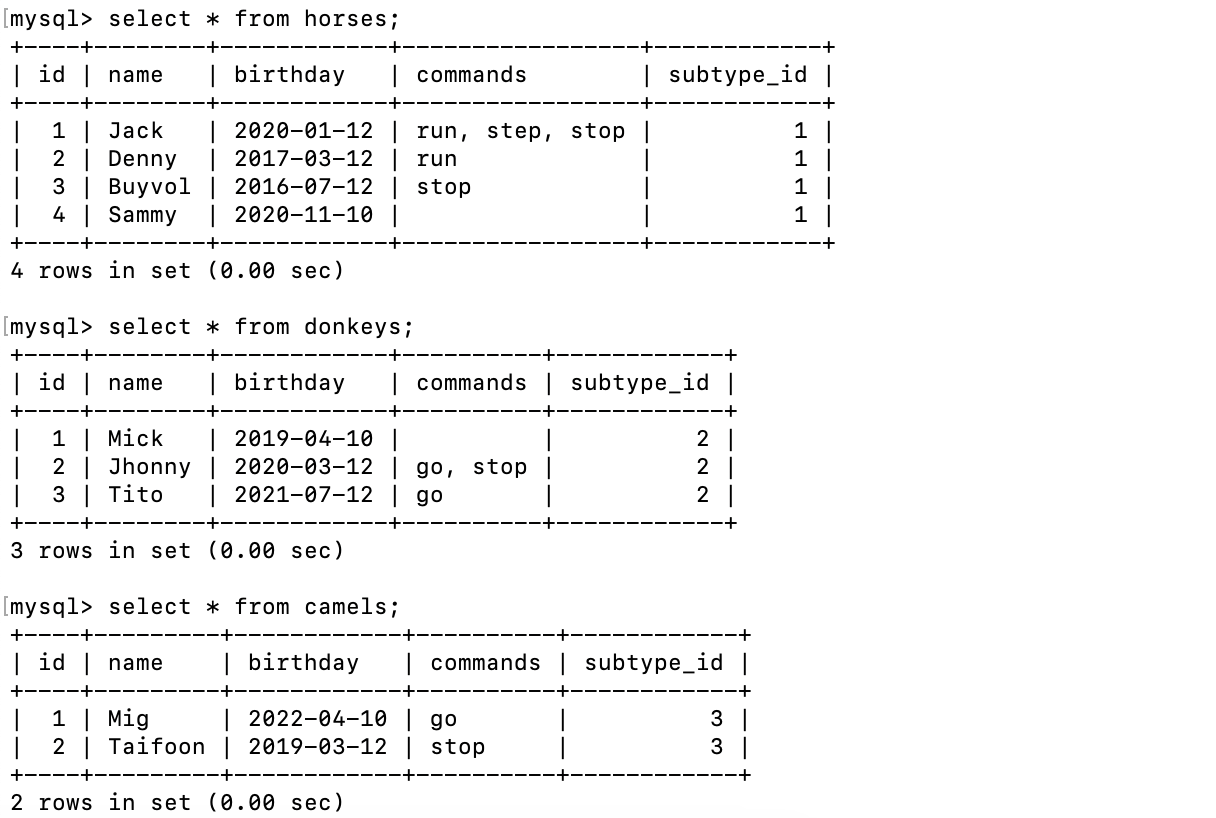 [mysql> select * from horses;
+----+--------+------------+------------------+------------+
| id | name   | birthday   | commands         | subtype_id |
+----+--------+------------+------------------+------------+
|  1 | Jack   | 2020-01-12 | run, step, stop  |          1 |
|  2 | Denny  | 2017-03-12 | run              |          1 |
|  3 | Buyvol | 2016-07-12 | stop             |          1 |
|  4 | Sammy  | 2020-11-10 |                  |          1 |
+----+--------+------------+------------------+------------+
4 rows in set (0.00 sec)
[mysql> select * from donkeys;
+----+--------+------------+----------+------------+
| id | name   | birthday   | commands | subtype_id |
+----+--------+------------+----------+------------+
|  1 | Mick   | 2019-04-10 |          |          2 |
|  2 | Jhonny | 2020-03-12 | go, stop |          2 |
|  3 | Tito   | 2021-07-12 | go       |          2 |
+----+--------+------------+----------+------------+
3 rows in set (0.00 sec)
[mysql> select * from camels;
+----+---------+------------+----------+------------+
| id | name    | birthday   | commands | subtype_id |
+----+---------+------------+----------+------------+
|  1 | Mig     | 2022-04-10 | go       |          3 |
|  2 | Taifoon | 2019-03-12 | stop     |          3 |
+----+---------+------------+----------+------------+
2 rows in set (0.00 sec)